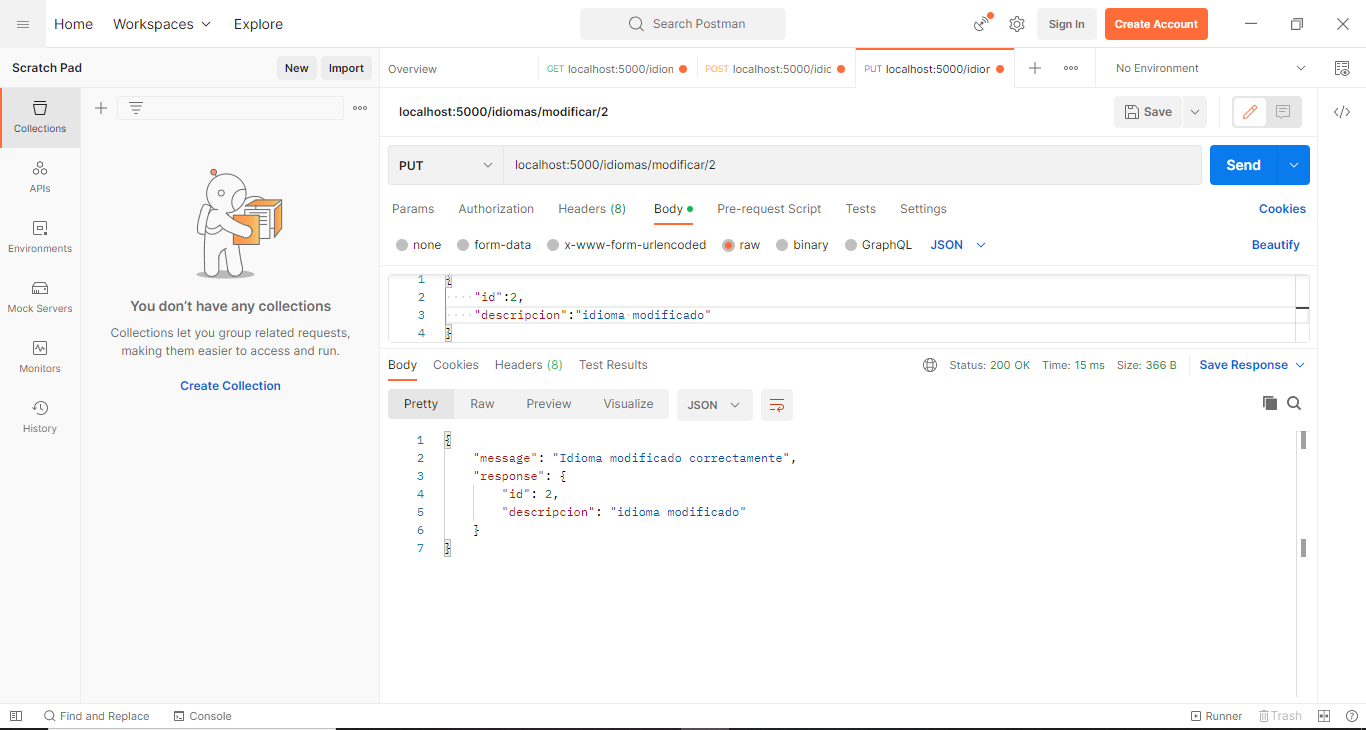 Home Workspaces Explore Search Postman Sign In Create Account
Scratch Pad New Import
Overview GET localhost:5000/idiom POST localhost:5000/idic PUT localhost:5000/idior No Environment
Collections
APIs
Environments
Mock Servers
Monitors
History
You don't have any collections
Collections let you group related requests,
making them easier to access and run.
Create Collection
localhost:5000/idiomas/modificar/2 Save
PUT localhost:5000/idiomas/modificar/2 Send
Params Authorization Headers (8) Body Pre-request Script Tests Settings Cookies
none form-data x-www-form-urlencoded raw binary GraphQL JSON Beautify
1 {
2 "id":2,
3 "descripcion":"idioma modificado"
4 }
Body Cookies Headers (8) Test Results Status: 200 OK Time: 15 ms Size: 366 B Save Response
Pretty Raw Preview Visualize JSON
1 {
2 "message": "Idioma modificado correctamente",
3 "response": {
4 "id": 2,
5 "descripcion": "idioma modificado"
6 }
7 }
Find and Replace Console Runner Trash